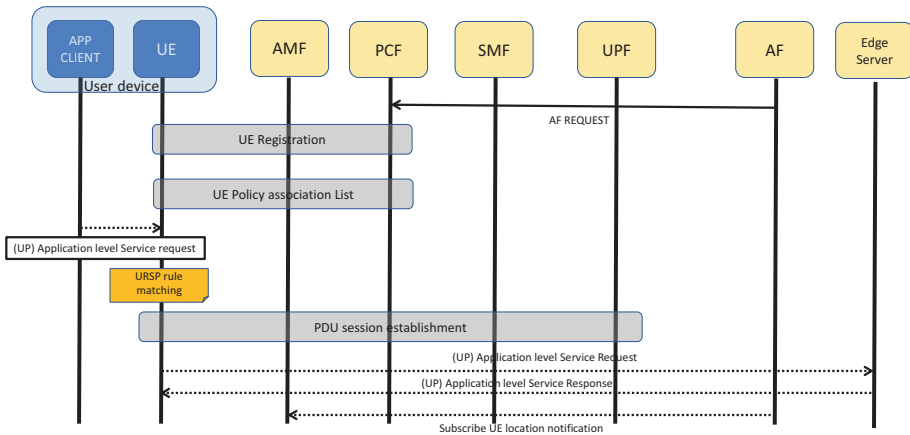 APP
CLIENT
UE
AMF
PCF
SMF
UPF
AF
Edge
Server
User device
AF REQUEST
UE Registration
UE Policy association List
(UP) Application level Service request
URSP rule
matching
PDU session establishment
(UP) Application level Service Request
(UP) Application level Service Response
Subscribe UE location notification